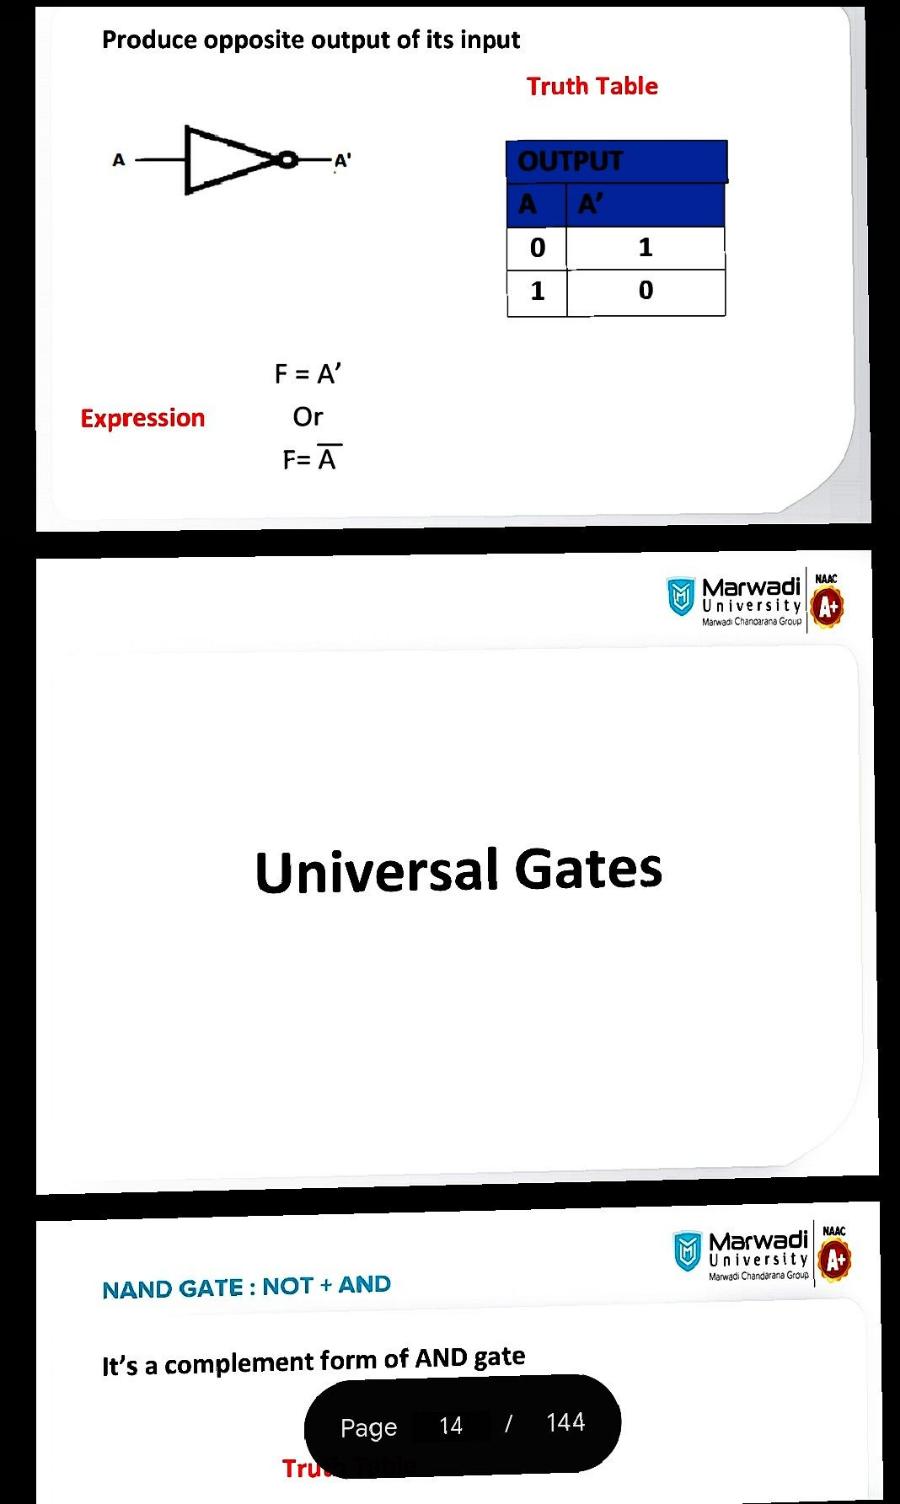 Produce opposite output of its input
Truth Table
A
A'
OUTPUT
A A’
0 1
1 0
F = A’
Expression Or
F= A̅
Marwadi
University
Marwadi Chandarana Group
NAAC
A+
Universal Gates
Marwadi
University
Marwadi Chandarana Group
NAAC
A+
NAND GATE : NOT + AND
It’s a complement form of AND gate
Page 14 / 144
Truth Table